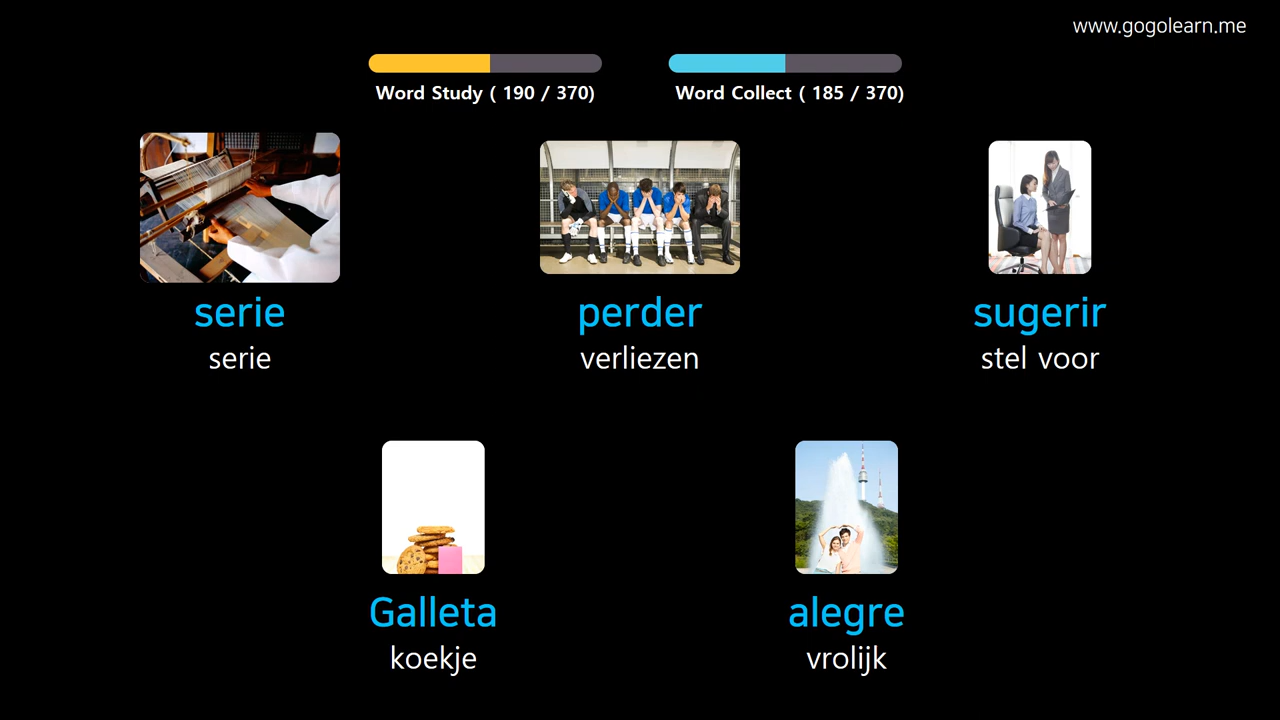 www.gogolearn.me
Word Study ( 190 / 370)
Word Collect ( 185 / 370)
serie
serie
perder
verliezen
sugerir
stel voor
Galleta
koekje
alegre
vrolijk